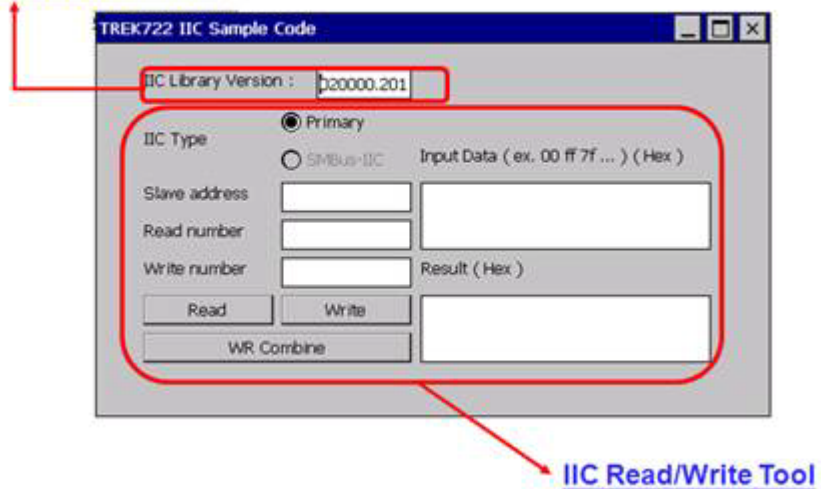 TREK722 IIC Sample Code
IIC Library Version : 020000.201
IIC Type
Primary
SMBus-IIC
Input Data ( ex. 00 ff 7f ... ) ( Hex )
Slave address
Read number
Write number
Result ( Hex )
Read
Write
WR Combine
IIC Read/Write Tool